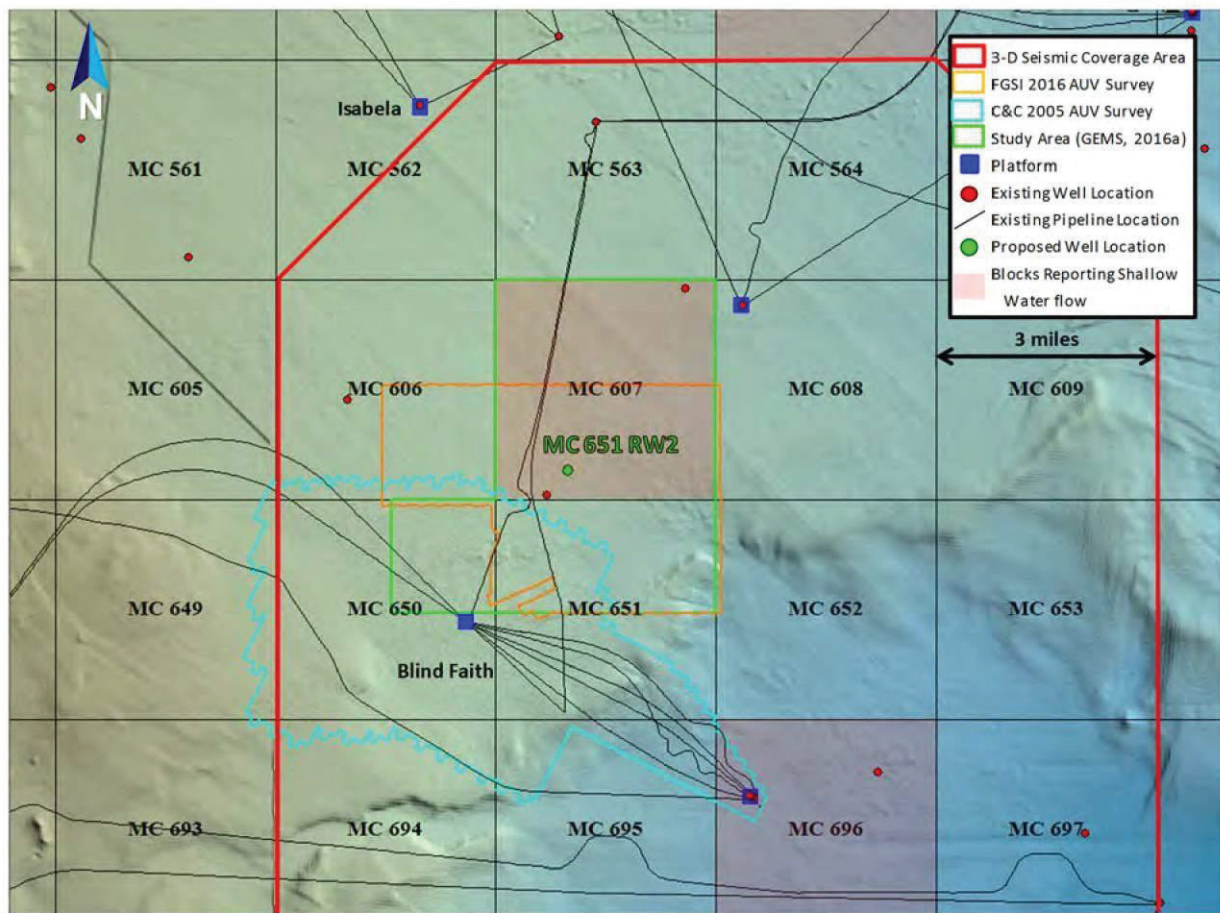 3-D Seismic Coverage Area
FGSI 2016 AUV Survey
C&C 2005 AUV Survey
Study Area (GEMS, 2016a)
Platform
Existing Well Location
Existing Pipeline Location
Proposed Well Location
Blocks Reporting Shallow
Water flow
N
Isabela
MC 561
MC 562
MC 563
MC 564
3 miles
MC 605
MC 606
MC 607
MC 608
MC 609
MC 651 RW2
MC 649
MC 650
MC 651
MC 652
MC 653
Blind Faith
MC 693
MC 694
MC 695
MC 696
MC 697